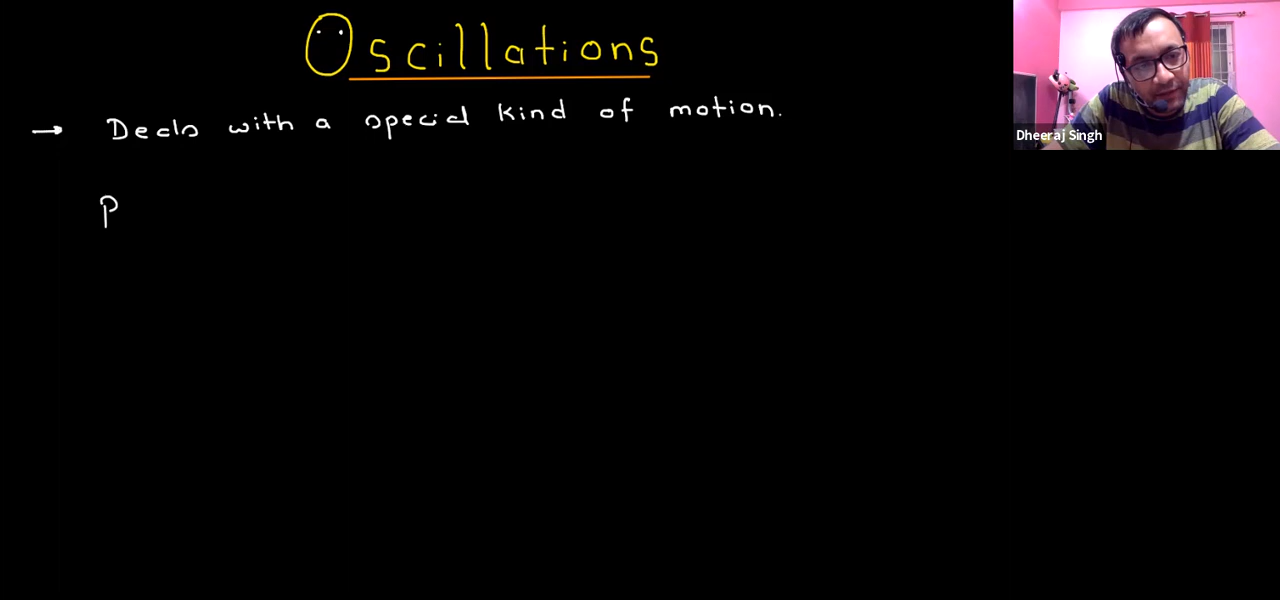 Oscillations
→ Deals with a special kind of motion.
Dheeraj Singh
P